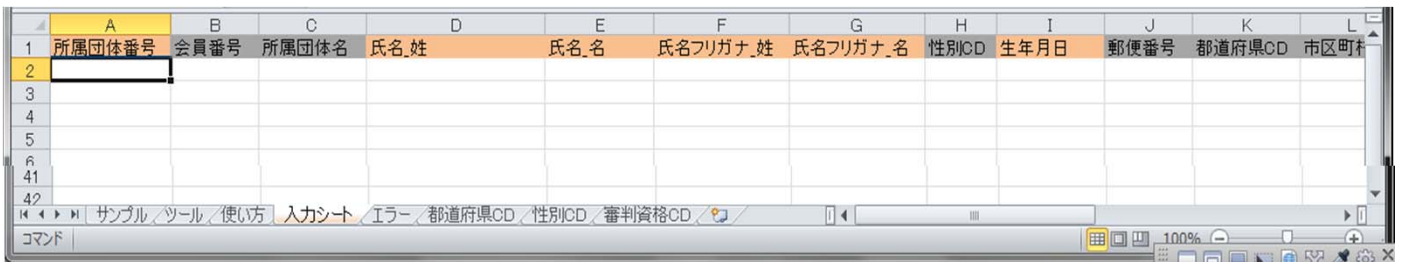 A B C D E F G H I J K L
1 所属団体番号 会員番号 所属団体名 氏名_姓 氏名_名 氏名フリガナ_姓 氏名フリガナ_名 性別CD 生年月日 郵便番号 都道府県CD 市区町村
2
3
4
5
6
41
42
サンプル ツール 使い方 入力シート エラー 都道府県CD 性別CD 審判資格CD
コマンド 100%